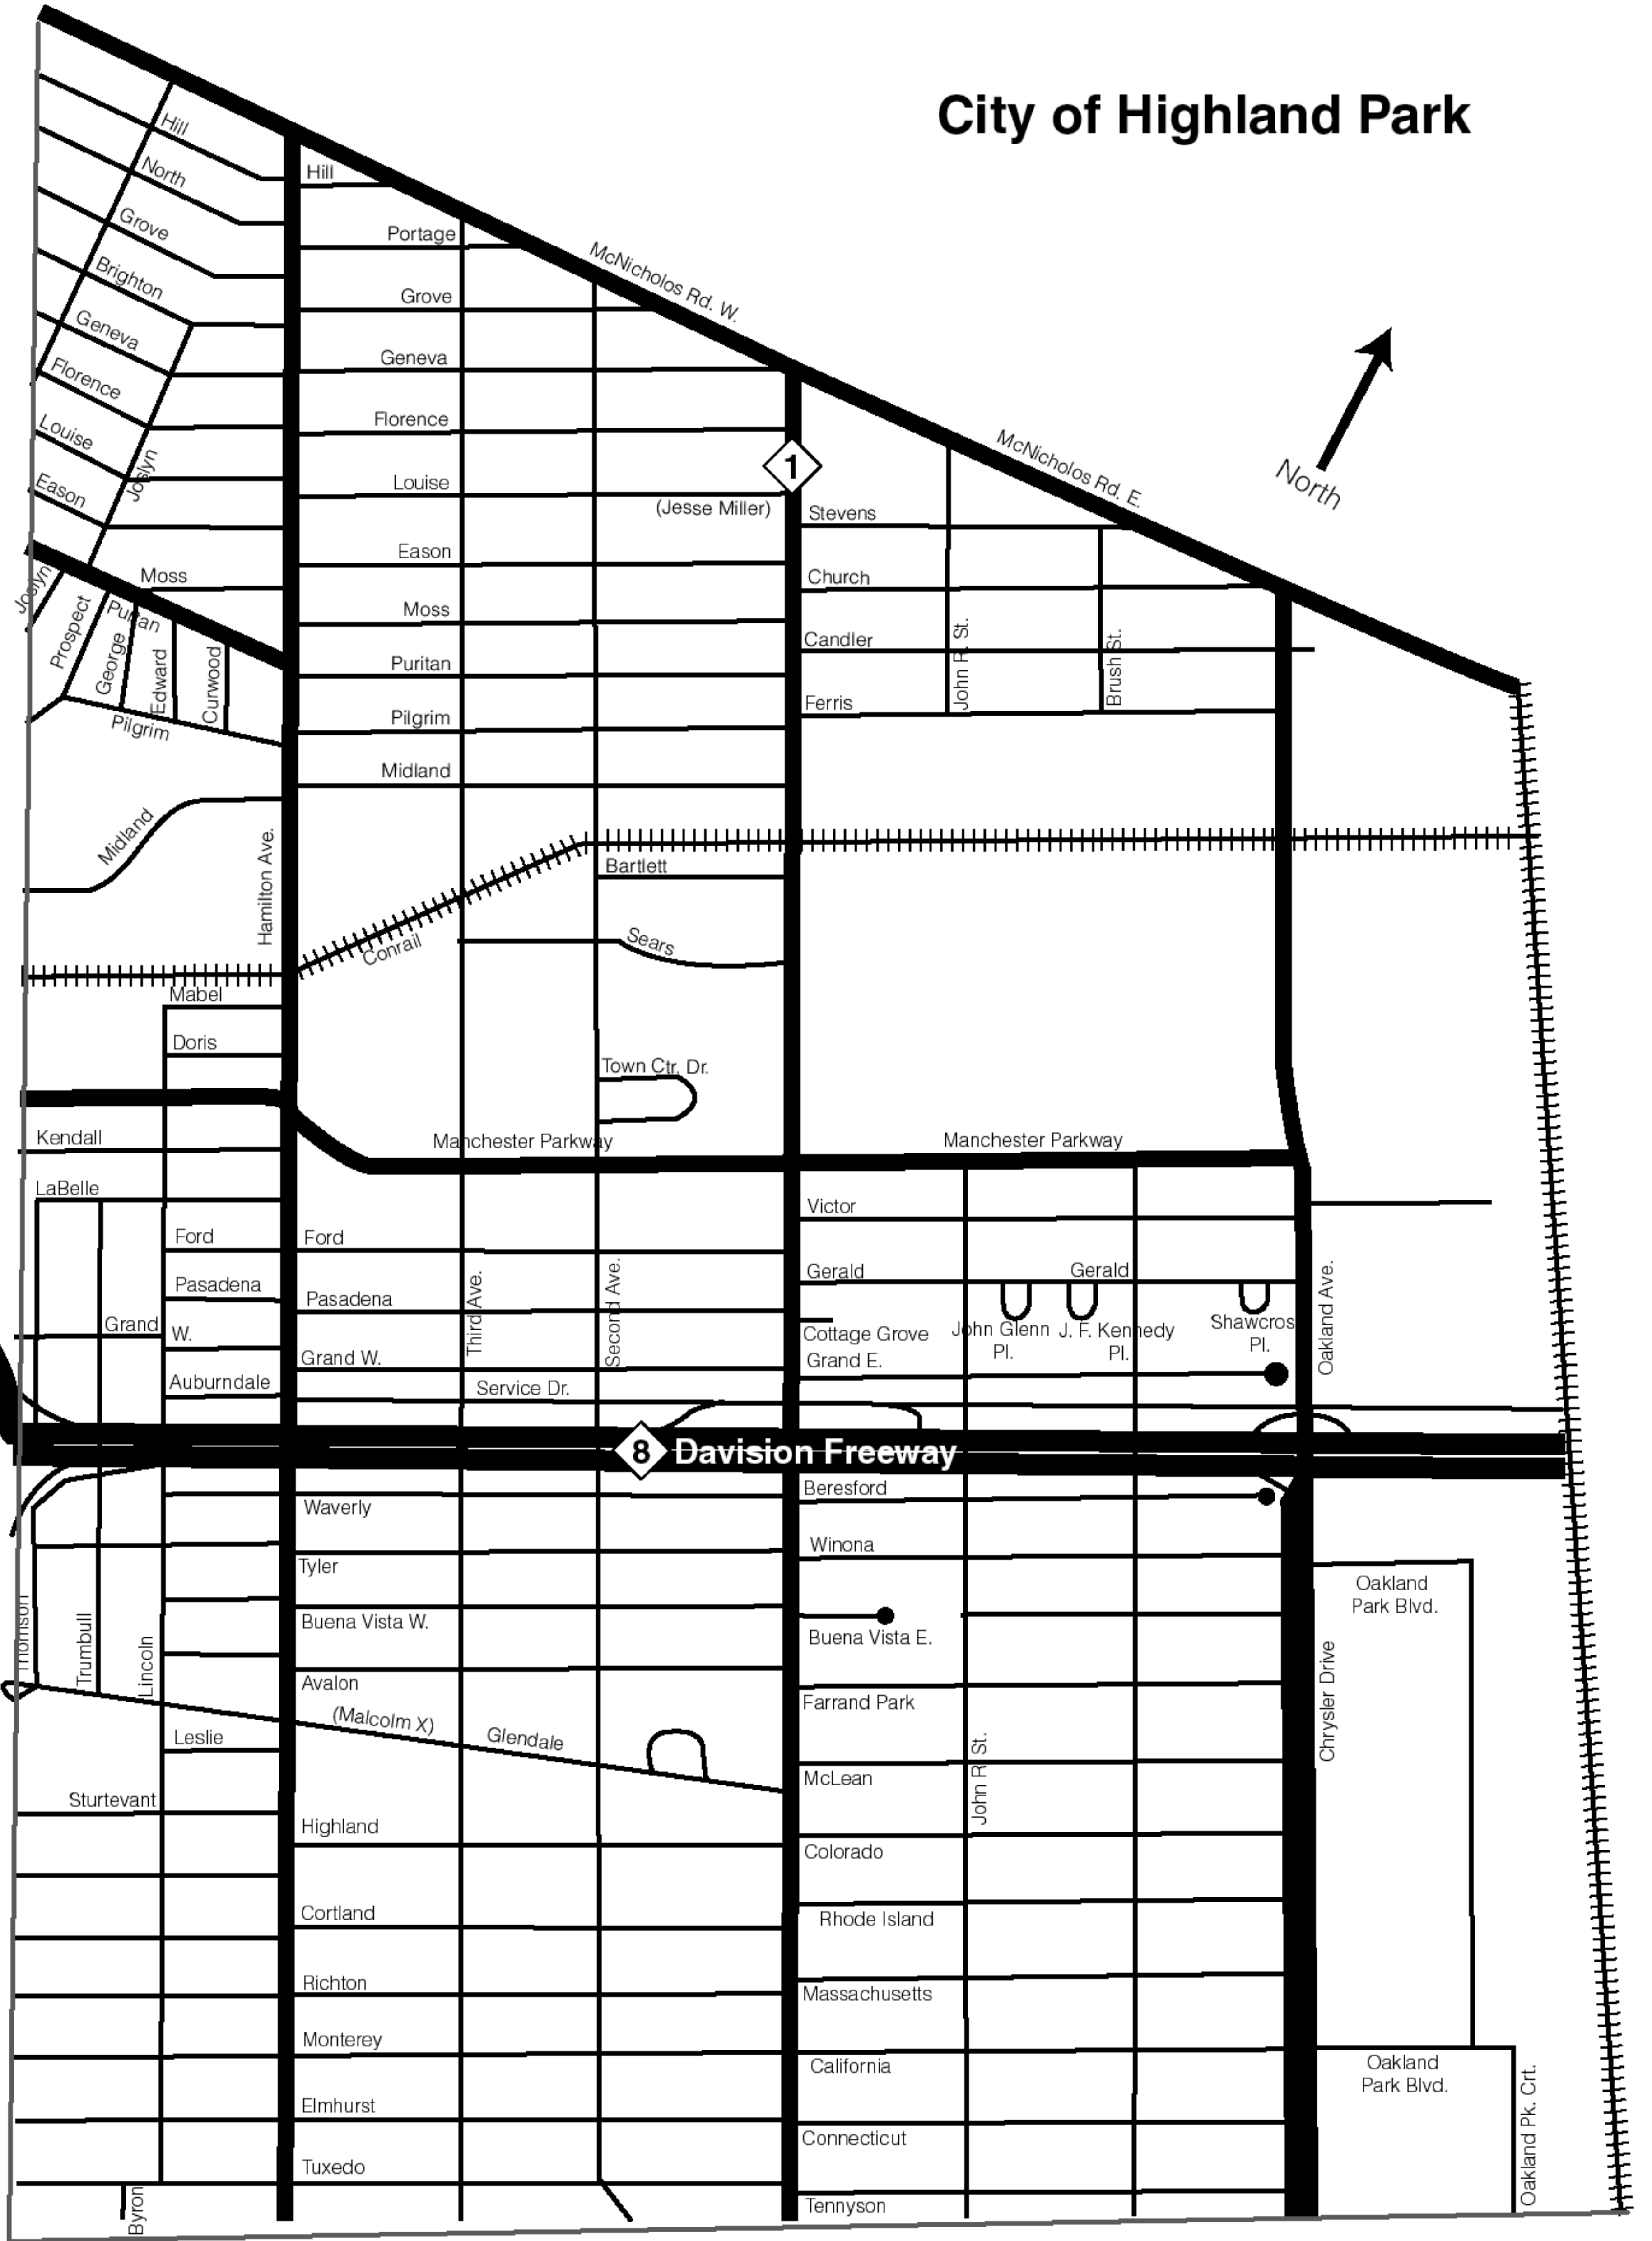 City of Highland Park
Hill
North
Grove
Brighton
Geneva
Florence
Louise
Eason
Joslyn
Hill
Portage
Grove
McNicholos Rd. W.
Geneva
Florence
Louise
(Jesse Miller)
1
McNicholos Rd. E.
North
Stevens
Eason
Church
Moss
Moss
Candler
John R. St.
Brush St.
Joslyn
Prospect
Puritan
George
Edward
Curwood
Puritan
Ferris
Pilgrim
Pilgrim
Midland
Midland
Hamilton Ave.
Bartlett
Conrail
Sears
Mabel
Doris
Town Ctr. Dr.
Kendall
Manchester Parkway
Manchester Parkway
LaBelle
Victor
Ford
Ford
Pasadena
Pasadena
Third Ave.
Second Ave.
Gerald
Gerald
Oakland Ave.
Grand
W.
Cottage Grove
John Glenn
Pl.
J. F. Kennedy
Pl.
Shawcros
Pl.
Grand W.
Grand E.
Auburndale
Service Dr.
8
Davision Freeway
Waverly
Beresford
Tyler
Winona
Thomson
Trumbull
Lincoln
Buena Vista W.
Buena Vista E.
Oakland
Park Blvd.
Avalon
Farrand Park
Chrysler Drive
(Malcolm X)
Glendale
Leslie
McLean
John R. St.
Sturtevant
Highland
Colorado
Cortland
Rhode Island
Richton
Massachusetts
Monterey
California
Oakland
Park Blvd.
Elmhurst
Connecticut
Oakland Pk. Crt.
Tuxedo
Byron
Tennyson